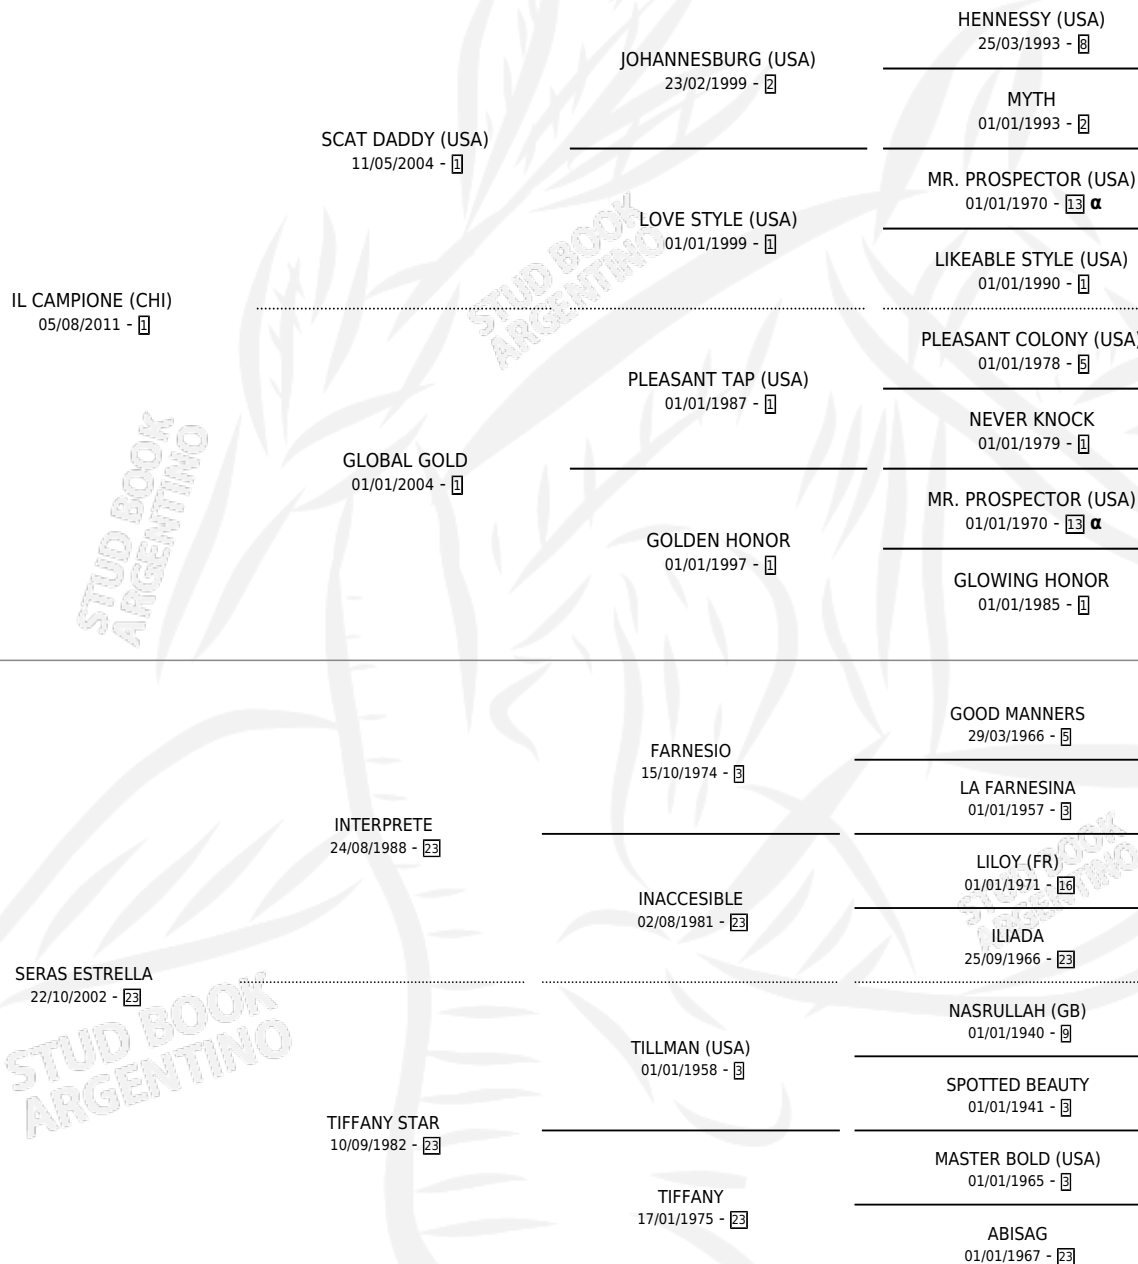 HENNESSY (USA)
25/03/1993 - 8
JOHANNESBURG (USA)
23/02/1999 - 2
MYTH
01/01/1993 - 2
SCAT DADDY (USA)
11/05/2004 - 1
MR. PROSPECTOR (USA)
01/01/1970 - 13 α
LOVE STYLE (USA)
01/01/1999 - 1
LIKEABLE STYLE (USA)
01/01/1990 - 1
IL CAMPIONE (CHI)
05/08/2011 - 1
PLEASANT COLONY (USA)
01/01/1978 - 5
PLEASANT TAP (USA)
01/01/1987 - 1
NEVER KNOCK
01/01/1979 - 1
GLOBAL GOLD
01/01/2004 - 1
MR. PROSPECTOR (USA)
01/01/1970 - 13 α
GOLDEN HONOR
01/01/1997 - 1
GLOWING HONOR
01/01/1985 - 1
GOOD MANNERS
29/03/1966 - 5
FARNESIO
15/10/1974 - 3
LA FARNESINA
01/01/1957 - 3
INTERPRETE
24/08/1988 - 23
LILOY (FR)
01/01/1971 - 16
INACCESIBLE
02/08/1981 - 23
ILIADA
25/09/1966 - 23
SERAS ESTRELLA
22/10/2002 - 23
NASRULLAH (GB)
01/01/1940 - 9
TILLMAN (USA)
01/01/1958 - 3
SPOTTED BEAUTY
01/01/1941 - 3
TIFFANY STAR
10/09/1982 - 23
MASTER BOLD (USA)
01/01/1965 - 3
TIFFANY
17/01/1975 - 23
ABISAG
01/01/1967 - 23
STUD BOOK
ARGENTINO
STUD BOOK
ARGENTINO
STUD BOOK
ARGENTINO
STUD BOOK
ARGENTINO